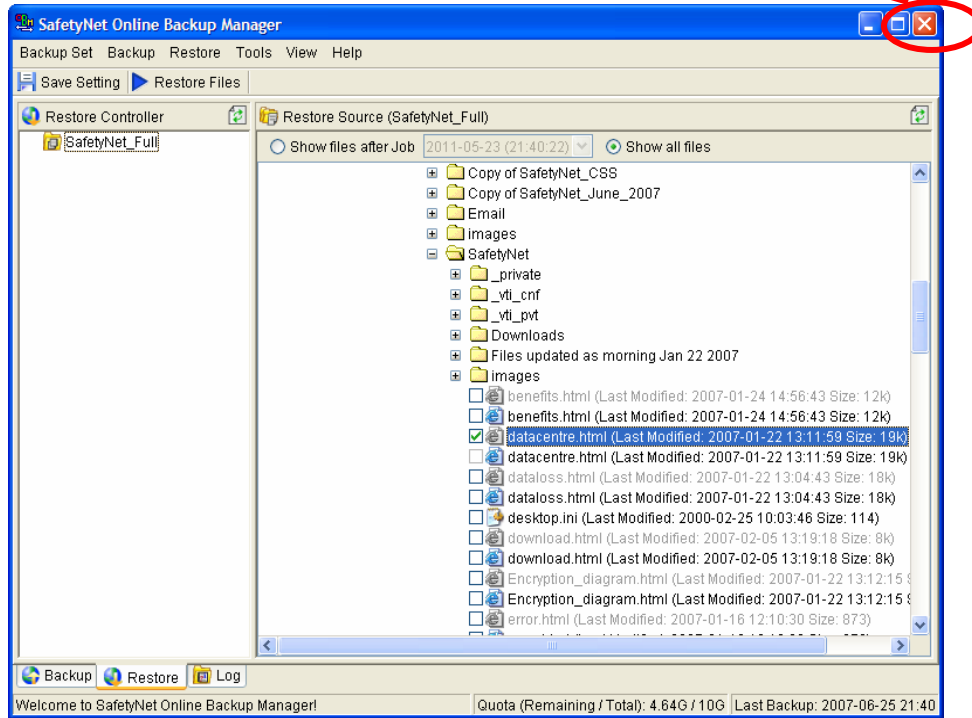 SafetyNet Online Backup Manager
Backup Set Backup Restore Tools View Help
Save Setting Restore Files
Restore Controller
SafetyNet_Full
Restore Source (SafetyNet_Full)
Show files after Job 2011-05-23 (21:40:22) Show all files
Copy of SafetyNet_CSS
Copy of SafetyNet_June_2007
Email
images
SafetyNet
_private
_vti_cnf
_vti_pvt
Downloads
Files updated as morning Jan 22 2007
images
benefits.html (Last Modified: 2007-01-24 14:56:43 Size: 12k)
benefits.html (Last Modified: 2007-01-24 14:56:43 Size: 12k)
datacentre.html (Last Modified: 2007-01-22 13:11:59 Size: 19k)
datacentre.html (Last Modified: 2007-01-22 13:11:59 Size: 19k)
dataloss.html (Last Modified: 2007-01-22 13:04:43 Size: 18k)
dataloss.html (Last Modified: 2007-01-22 13:04:43 Size: 18k)
desktop.ini (Last Modified: 2000-02-25 10:03:46 Size: 114)
download.html (Last Modified: 2007-02-05 13:19:18 Size: 8k)
download.html (Last Modified: 2007-02-05 13:19:18 Size: 8k)
Encryption_diagram.html (Last Modified: 2007-01-22 13:12:15
Encryption_diagram.html (Last Modified: 2007-01-22 13:12:15
error.html (Last Modified: 2007-01-16 12:10:30 Size: 873)
Backup Restore Log
Welcome to SafetyNet Online Backup Manager! Quota (Remaining / Total): 4.64G / 10G Last Backup: 2007-06-25 21:40